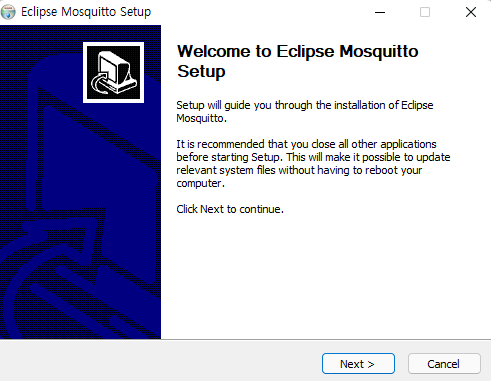 Eclipse Mosquitto Setup
Welcome to Eclipse Mosquitto
Setup
Setup will guide you through the installation of Eclipse
Mosquitto.
It is recommended that you close all other applications
before starting Setup. This will make it possible to update
relevant system files without having to reboot your
computer.
Click Next to continue.
Next >
Cancel